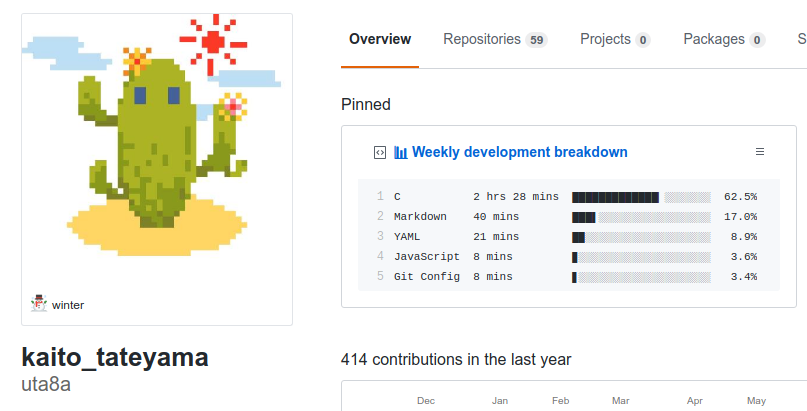 Overview Repositories 59 Projects 0 Packages 0 S
Pinned
Weekly development breakdown
1 C 2 hrs 28 mins 62.5%
2 Markdown 40 mins 17.0%
3 YAML 21 mins 8.9%
4 JavaScript 8 mins 3.6%
5 Git Config 8 mins 3.4%
winter
kaito_tateyama
uta8a
414 contributions in the last year
Dec Jan Feb Mar Apr May